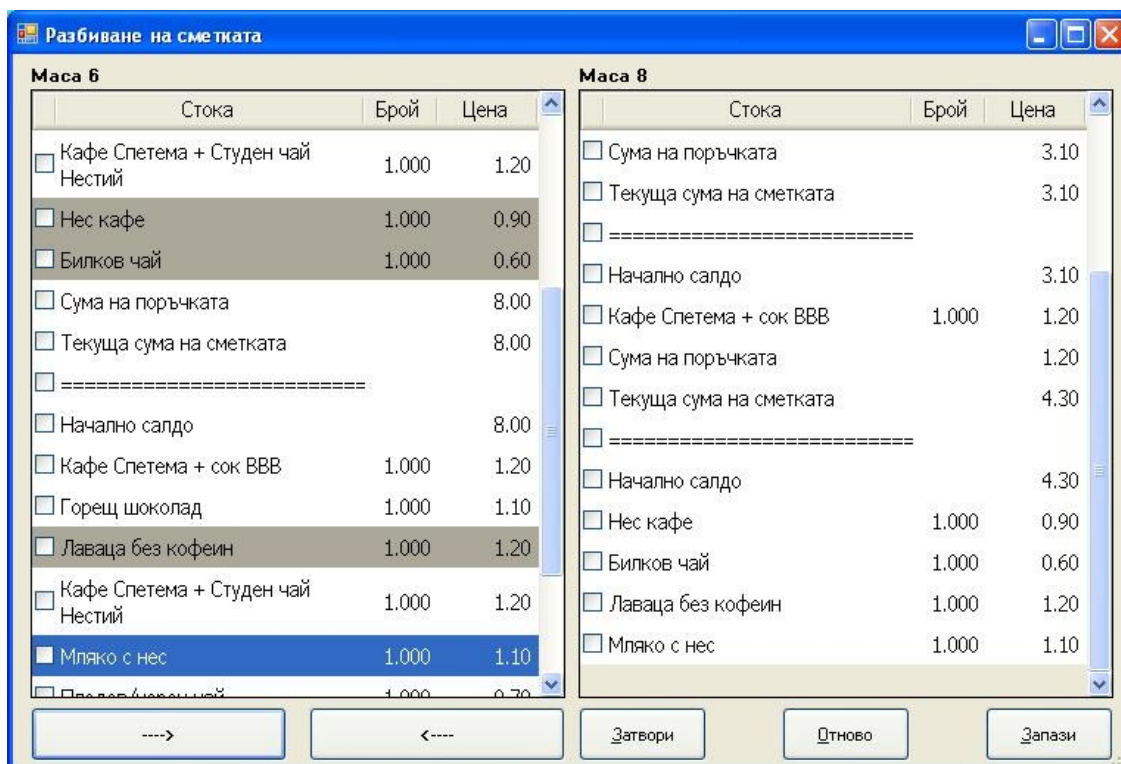 Разбиване на сметката
Маса 6
Стока Брой Цена
Кафе Спетема + Студен чай
Нестий 1.000 1.20
Нес кафе 1.000 0.90
Билков чай 1.000 0.60
Сума на поръчката 8.00
Текуща сума на сметката 8.00
==========================
Начално салдо 8.00
Кафе Спетема + сок ВВВ 1.000 1.20
Горещ шоколад 1.000 1.10
Лаваца без кофеин 1.000 1.20
Кафе Спетема + Студен чай
Нестий 1.000 1.20
Мляко с нес 1.000 1.10
1.000 0.70
Маса 8
Стока Брой Цена
Сума на поръчката 3.10
Текуща сума на сметката 3.10
==========================
Начално салдо 3.10
Кафе Спетема + сок ВВВ 1.000 1.20
Сума на поръчката 1.20
Текуща сума на сметката 4.30
==========================
Начално салдо 4.30
Нес кафе 1.000 0.90
Билков чай 1.000 0.60
Лаваца без кофеин 1.000 1.20
Мляко с нес 1.000 1.10
----> <---- Затвори Отново Запази